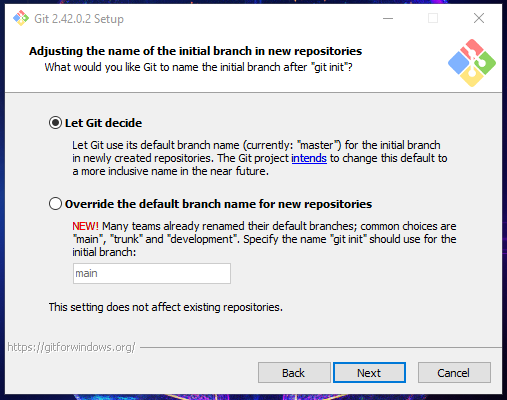 Git 2.42.0.2 Setup
Adjusting the name of the initial branch in new repositories
What would you like Git to name the initial branch after "git init"?
Let Git decide
Let Git use its default branch name (currently: "master") for the initial branch
in newly created repositories. The Git project intends to change this default to
a more inclusive name in the near future.
Override the default branch name for new repositories
NEW! Many teams already renamed their default branches; common choices are
"main", "trunk" and "development". Specify the name "git init" should use for the
initial branch:
main
This setting does not affect existing repositories.
https://gitforwindows.org/
Back Next Cancel